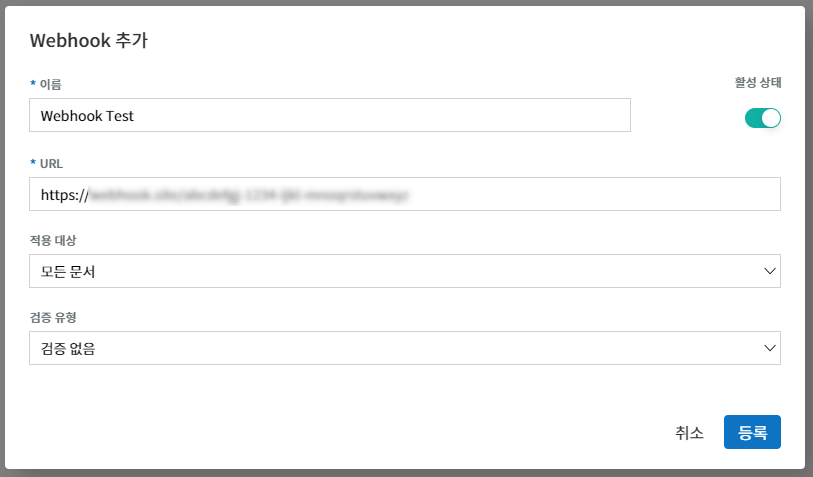 Webhook 추가
* 이름
활성 상태
Webhook Test
* URL
https://
적용 대상
모든 문서
검증 유형
검증 없음
취소
등록